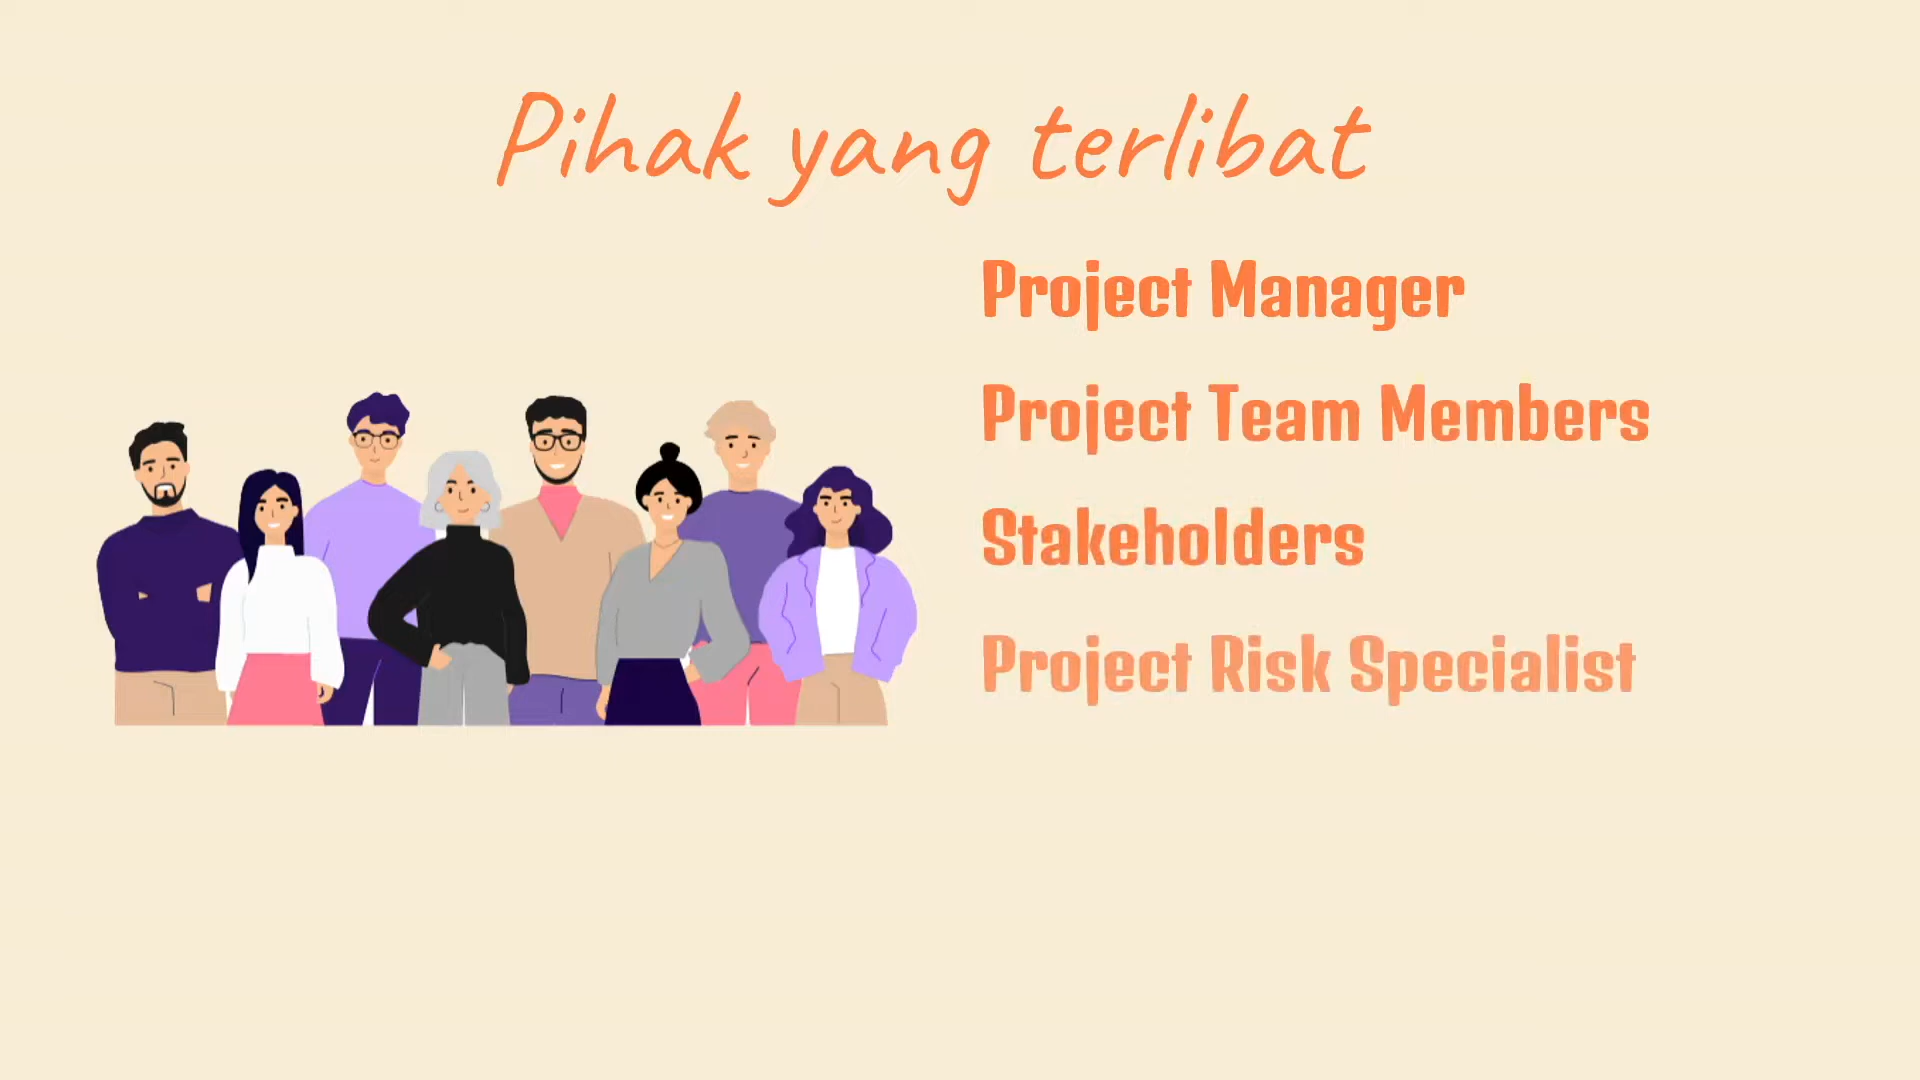 Pihak yang terlibat
Project Manager
Project Team Members
Stakeholders
Project Risk Specialist